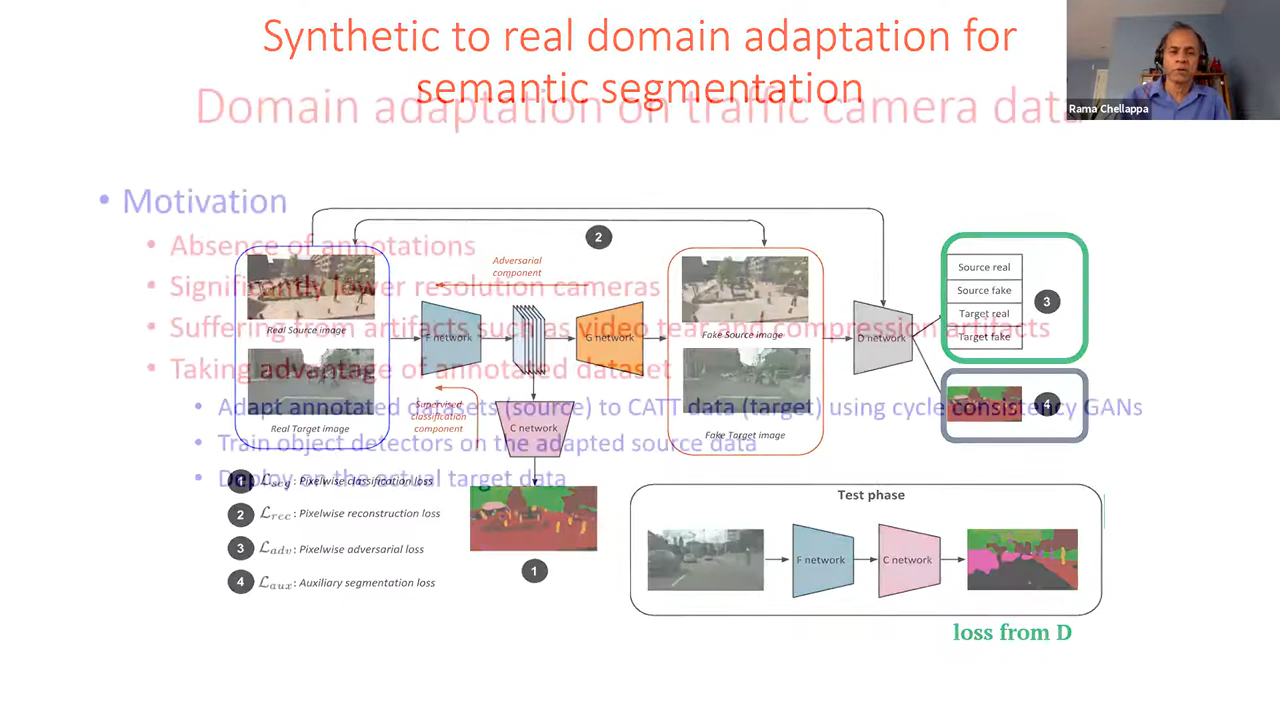 Synthetic to real domain adaptation for
semantic segmentation
Rama Chellappa
Domain adaptation on traffic camera data
• Motivation
• Absence of annotations
• Significantly lower resolution cameras
• Suffering from artifacts such as video tear and compression artifacts
• Taking advantage of annotated dataset
• Adapt annotated datasets (source) to CATT data (target) using cycle consistency GANs
• Train object detectors on the adapted source data
• Deploy on the actual target data
2
Adversarial
component
Real Source image
Real Target image
F network
G network
Supervised
classification
component
C network
Fake Source image
Fake Target image
D network
Source real
Source fake
Target real
Target fake
3
4
1 ℒseg: Pixelwise classification loss
2 ℒrec: Pixelwise reconstruction loss
3 ℒadv: Pixelwise adversarial loss
4 ℒaux: Auxiliary segmentation loss
1
Test phase
F network
C network
loss from D